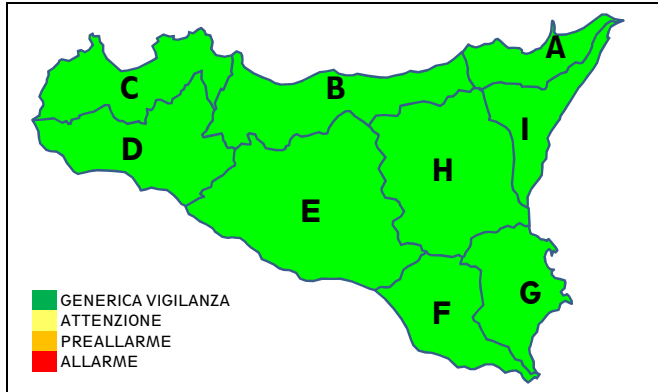 A
B
C
I
D
H
E
G
F
GENERICA VIGILANZA
ATTENZIONE
PREALLARME
ALLARME